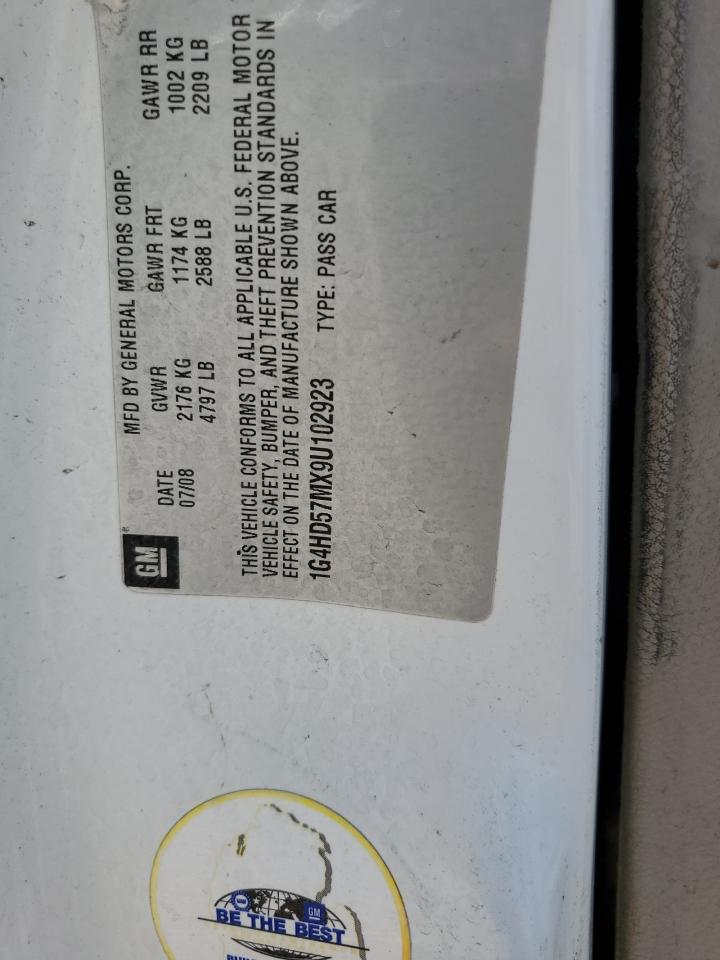 GM
®
MFD BY GENERAL MOTORS CORP.
DATE GVWR GAWR FRT GAWR RR
07/08 2176 KG 1174 KG 1002 KG
4797 LB 2588 LB 2209 LB
THIS VEHICLE CONFORMS TO ALL APPLICABLE U.S. FEDERAL MOTOR
VEHICLE SAFETY, BUMPER, AND THEFT PREVENTION STANDARDS IN
EFFECT ON THE DATE OF MANUFACTURE SHOWN ABOVE.
1G4HD57MX9U102923 TYPE: PASS CAR
GM
BE THE BEST